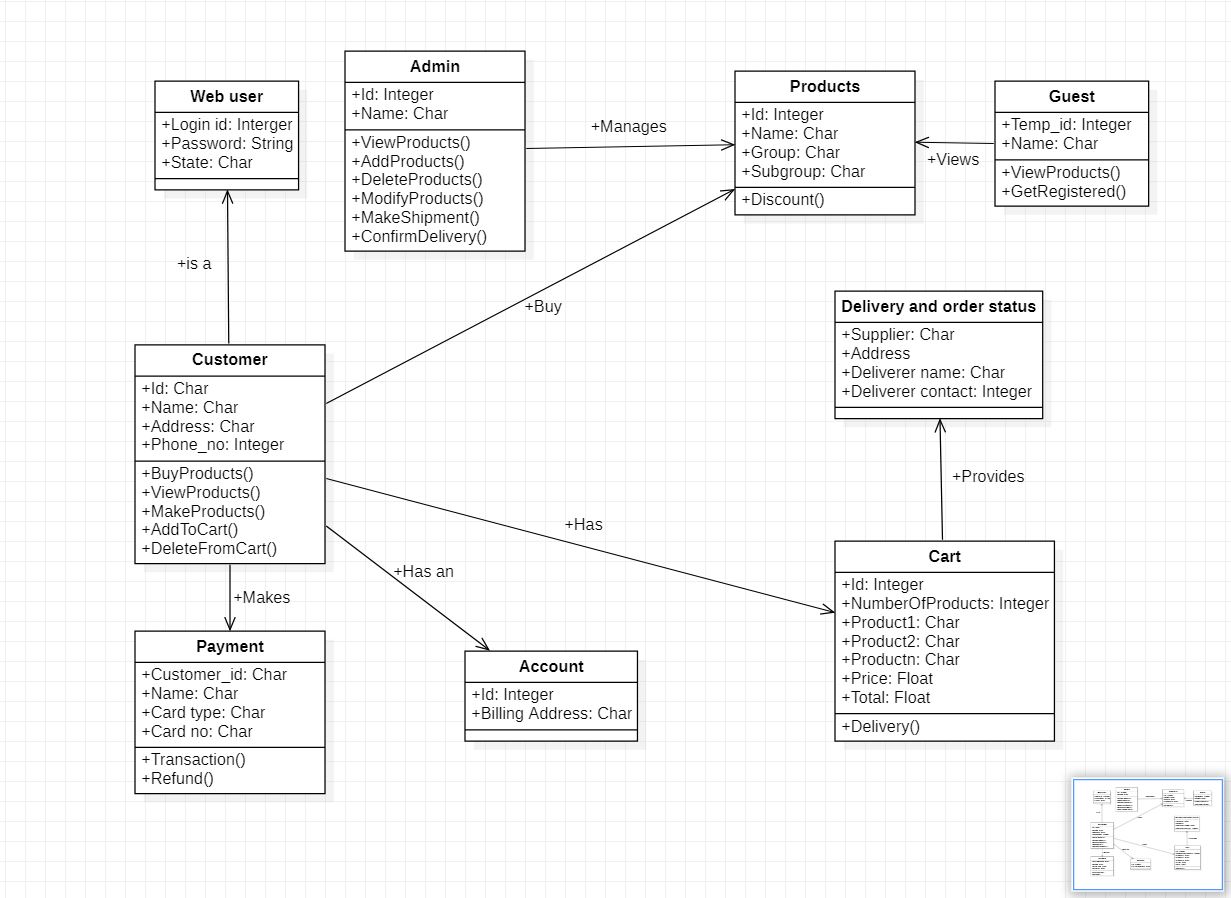 Web user
+Login id: Interger
+Password: String
+State: Char
Admin
+Id: Integer
+Name: Char
+ViewProducts()
+AddProducts()
+DeleteProducts()
+ModifyProducts()
+MakeShipment()
+ConfirmDelivery()
+Manages
Products
+Id: Integer
+Name: Char
+Group: Char
+Subgroup: Char
+Discount()
+Views
Guest
+Temp_id: Integer
+Name: Char
+ViewProducts()
+GetRegistered()
+is a
+Buy
Delivery and order status
+Supplier: Char
+Address
+Deliverer name: Char
+Deliverer contact: Integer
Customer
+Id: Char
+Name: Char
+Address: Char
+Phone_no: Integer
+BuyProducts()
+ViewProducts()
+MakeProducts()
+AddToCart()
+DeleteFromCart()
+Provides
+Has
+Has an
+Makes
Cart
+Id: Integer
+NumberOfProducts: Integer
+Product1: Char
+Product2: Char
+Productn: Char
+Price: Float
+Total: Float
+Delivery()
Payment
+Customer_id: Char
+Name: Char
+Card type: Char
+Card no: Char
+Transaction()
+Refund()
Account
+Id: Integer
+Billing Address: Char